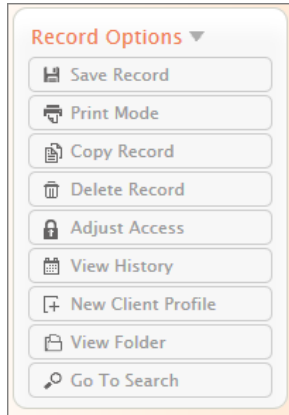 Record Options
Save Record
Print Mode
Copy Record
Delete Record
Adjust Access
View History
New Client Profile
View Folder
Go To Search